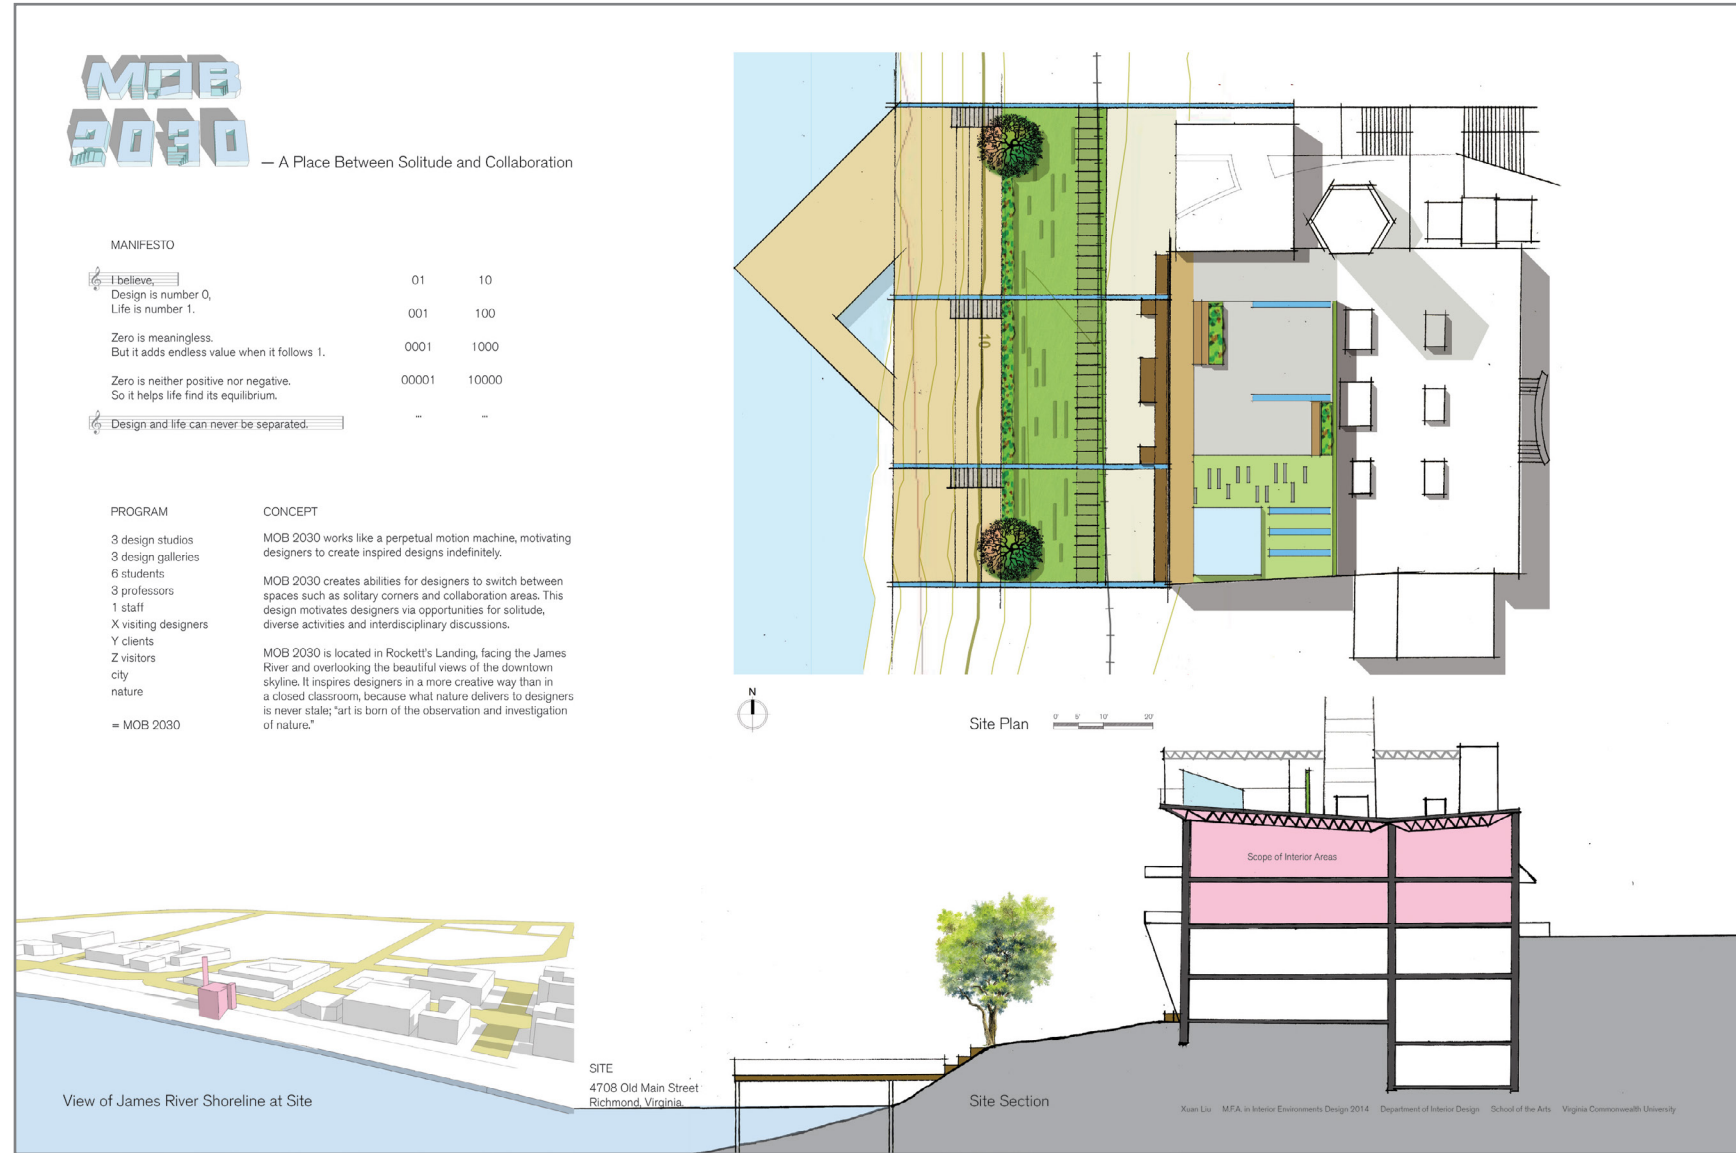 MOB
2030
— A Place Between Solitude and Collaboration
MANIFESTO
I believe,
Design is number 0,
Life is number 1.
Zero is meaningless.
But it adds endless value when it follows 1.
Zero is neither positive nor negative.
So it helps life find its equilibrium.
Design and life can never be separated.
01 10
001 100
0001 1000
00001 10000
... ...
PROGRAM
3 design studios
3 design galleries
6 students
3 professors
1 staff
X visiting designers
Y clients
Z visitors
city
nature
= MOB 2030
CONCEPT
MOB 2030 works like a perpetual motion machine, motivating
designers to create inspired designs indefinitely.
MOB 2030 creates abilities for designers to switch between
spaces such as solitary corners and collaboration areas. This
design motivates designers via opportunities for solitude,
diverse activities and interdisciplinary discussions.
MOB 2030 is located in Rockett's Landing, facing the James
River and overlooking the beautiful views of the downtown
skyline. It inspires designers in a more creative way than in
a closed classroom, because what nature delivers to designers
is never stale; "art is born of the observation and investigation
of nature."
10
N
Site Plan
0' 5' 10' 20'
Scope of Interior Areas
View of James River Shoreline at Site
SITE
4708 Old Main Street
Richmond, Virginia.
Site Section
Xuan Liu M.F.A. in Interior Environments Design 2014 Department of Interior Design School of the Arts Virginia Commonwealth University